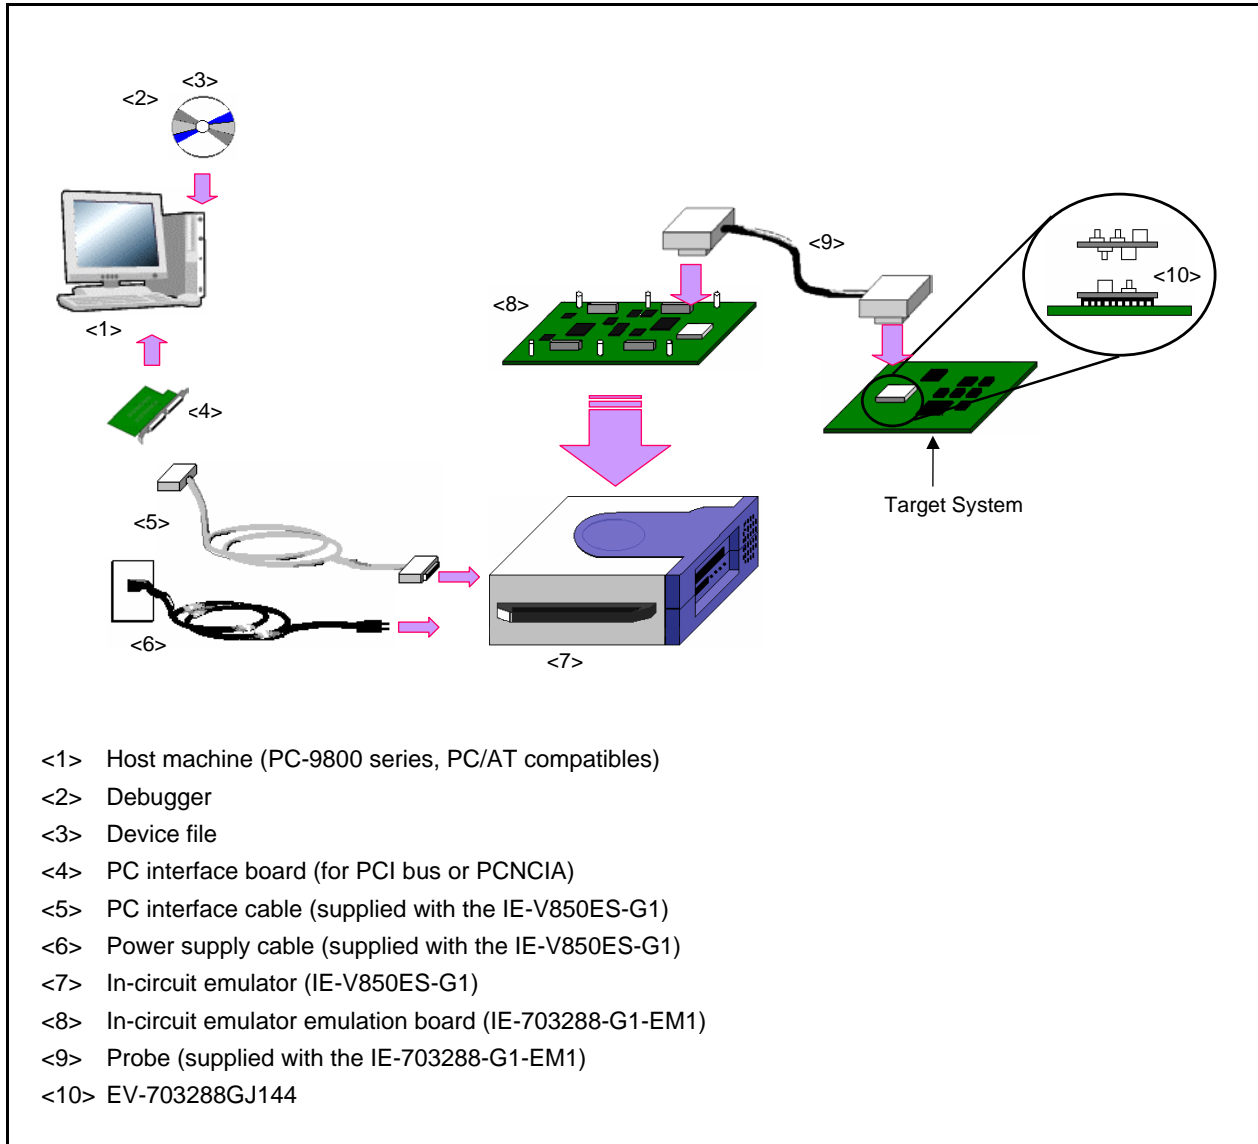 <3>
<2>
<1>
<4>
<5>
<6>
<7>
<8>
<9>
<10>
Target System
<1> Host machine (PC-9800 series, PC/AT compatibles)
<2> Debugger
<3> Device file
<4> PC interface board (for PCI bus or PCNCIA)
<5> PC interface cable (supplied with the IE-V850ES-G1)
<6> Power supply cable (supplied with the IE-V850ES-G1)
<7> In-circuit emulator (IE-V850ES-G1)
<8> In-circuit emulator emulation board (IE-703288-G1-EM1)
<9> Probe (supplied with the IE-703288-G1-EM1)
<10> EV-703288GJ144